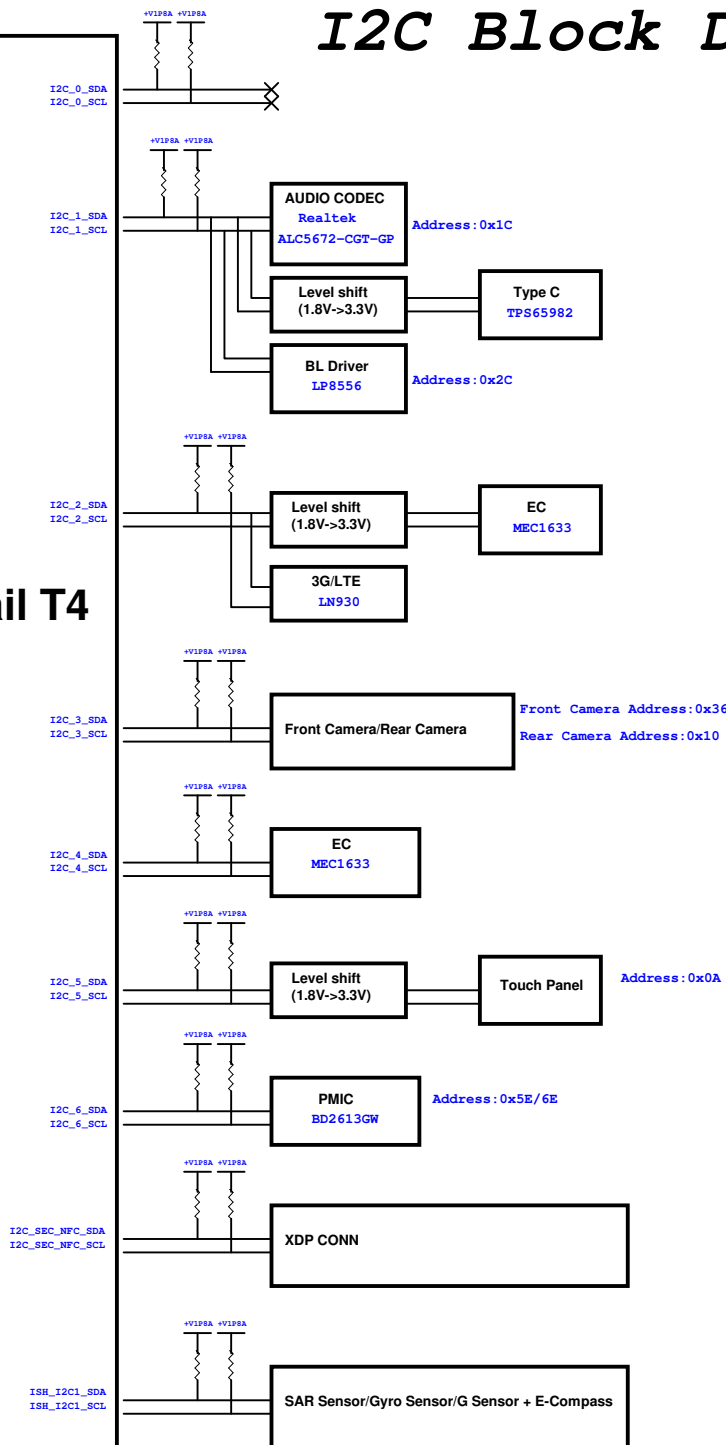 I2C Block D
+V1P8A
I2C_0_SDA
I2C_0_SCL
+V1P8A +V1P8A
I2C_1_SDA
I2C_1_SCL
AUDIO CODEC
Realtek
ALC5672-CGT-GP
Address:0x1C
Level shift
(1.8V->3.3V)
Type C
TPS65982
BL Driver
LP8556
Address:0x2C
+V1P8A +V1P8A
I2C_2_SDA
I2C_2_SCL
Level shift
(1.8V->3.3V)
EC
MEC1633
3G/LTE
LN930
ail T4
+V1P8A +V1P8A
I2C_3_SDA
I2C_3_SCL
Front Camera/Rear Camera
Front Camera Address:0x36
Rear Camera Address:0x10
+V1P8A +V1P8A
I2C_4_SDA
I2C_4_SCL
EC
MEC1633
+V1P8A +V1P8A
I2C_5_SDA
I2C_5_SCL
Level shift
(1.8V->3.3V)
Touch Panel
Address:0x0A
+V1P8A +V1P8A
I2C_6_SDA
I2C_6_SCL
PMIC
BD2613GW
Address:0x5E/6E
+V1P8A +V1P8A
I2C_SEC_NFC_SDA
I2C_SEC_NFC_SCL
XDP CONN
+V1P8A +V1P8A
ISH_I2C1_SDA
ISH_I2C1_SCL
SAR Sensor/Gyro Sensor/G Sensor + E-Compass